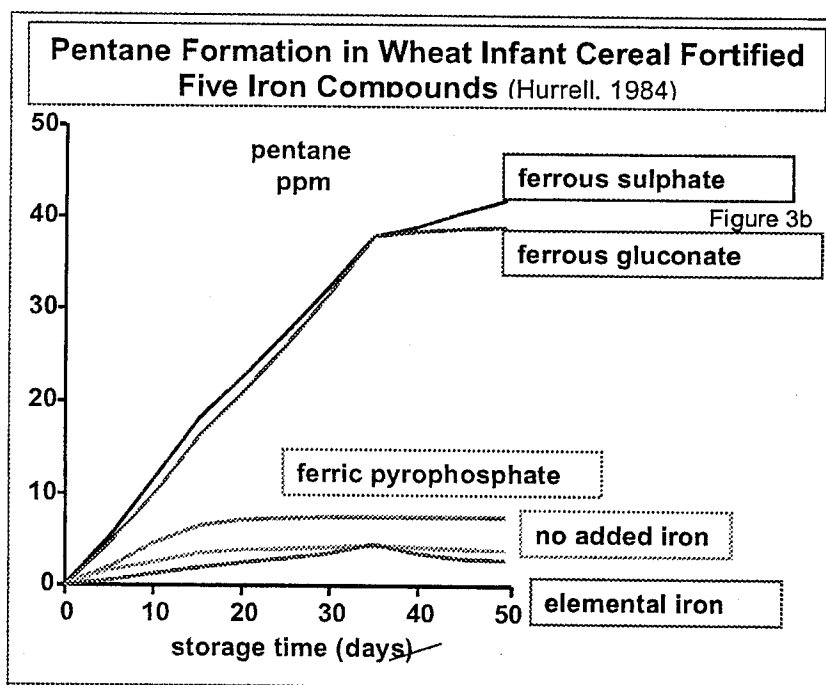 Pentane Formation in Wheat Infant Cereal Fortified
Five Iron Compounds (Hurrell. 1984)
50
pentane
ppm
ferrous sulphate
40
Figure 3b
ferrous gluconate
30
20
ferric pyrophosphate
10
no added iron
0
elemental iron
0 10 20 30 40 50
storage time (days)